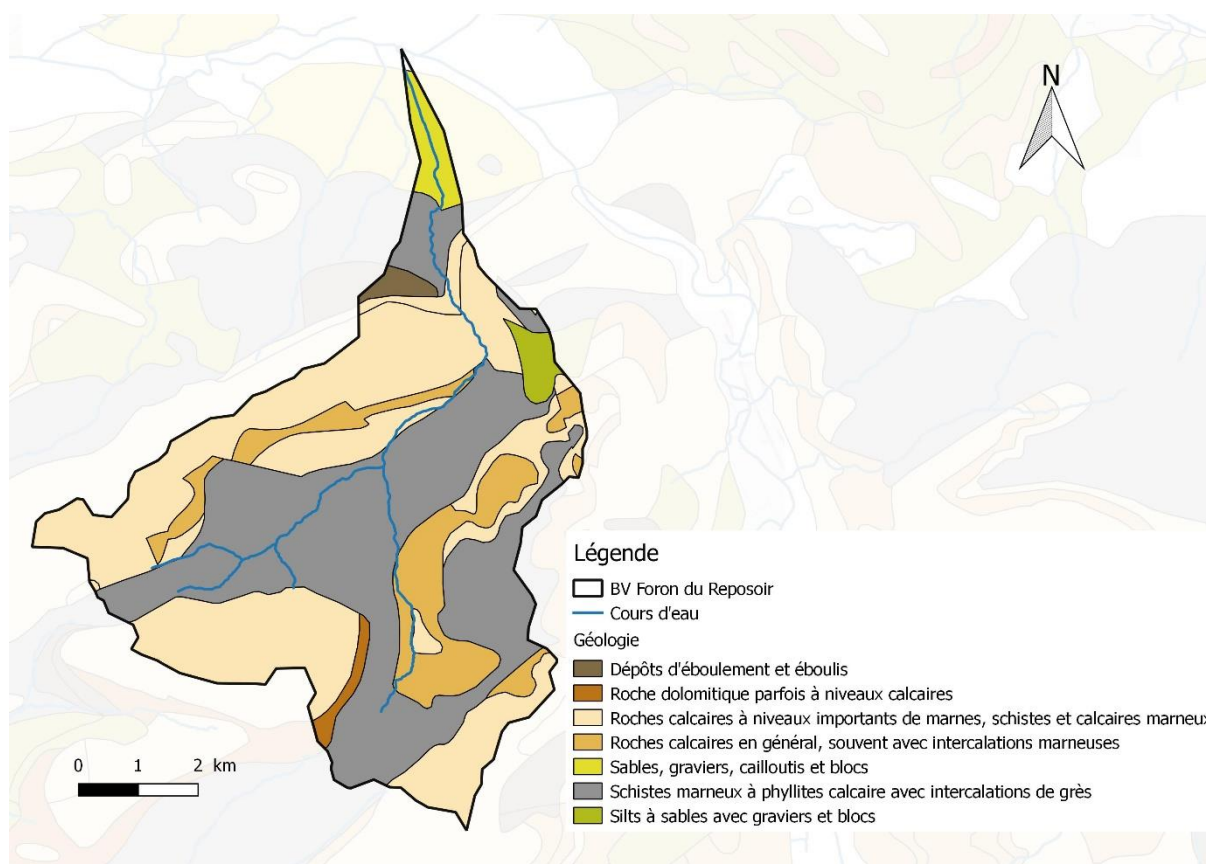 N
0 1 2 km
Légende
BV Foron du Reposoir
Cours d'eau
Géologie
Dépôts d'éboulement et éboulis
Roche dolomitique parfois à niveaux calcaires
Roches calcaires à niveaux importants de marnes, schistes et calcaires marneux
Roches calcaires en général, souvent avec intercalations marneuses
Sables, graviers, cailloutis et blocs
Schistes marneux à phyllites calcaire avec intercalations de grès
Silts à sables avec graviers et blocs